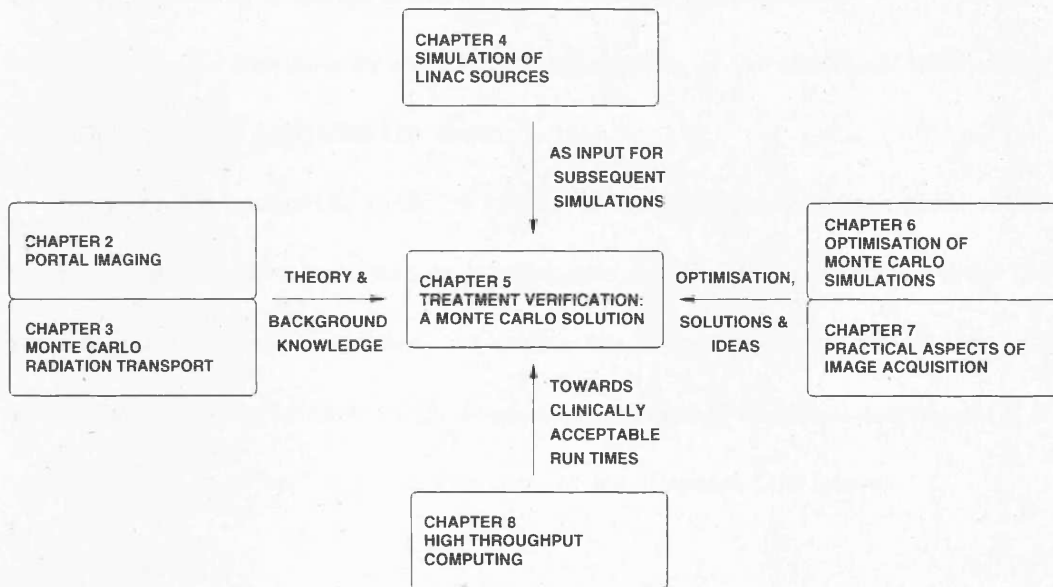 CHAPTER 4
SIMULATION OF
LINAC SOURCES
AS INPUT FOR
SUBSEQUENT
SIMULATIONS
CHAPTER 2
PORTAL IMAGING
CHAPTER 3
MONTE CARLO
RADIATION TRANSPORT
THEORY &
BACKGROUND
KNOWLEDGE
CHAPTER 5
TREATMENT VERIFICATION:
A MONTE CARLO SOLUTION
OPTIMISATION,
SOLUTIONS &
IDEAS
CHAPTER 6
OPTIMISATION OF
MONTE CARLO
SIMULATIONS
CHAPTER 7
PRACTICAL ASPECTS OF
IMAGE ACQUISITION
TOWARDS
CLINICALLY
ACCEPTABLE
RUN TIMES
CHAPTER 8
HIGH THROUGHPUT
COMPUTING